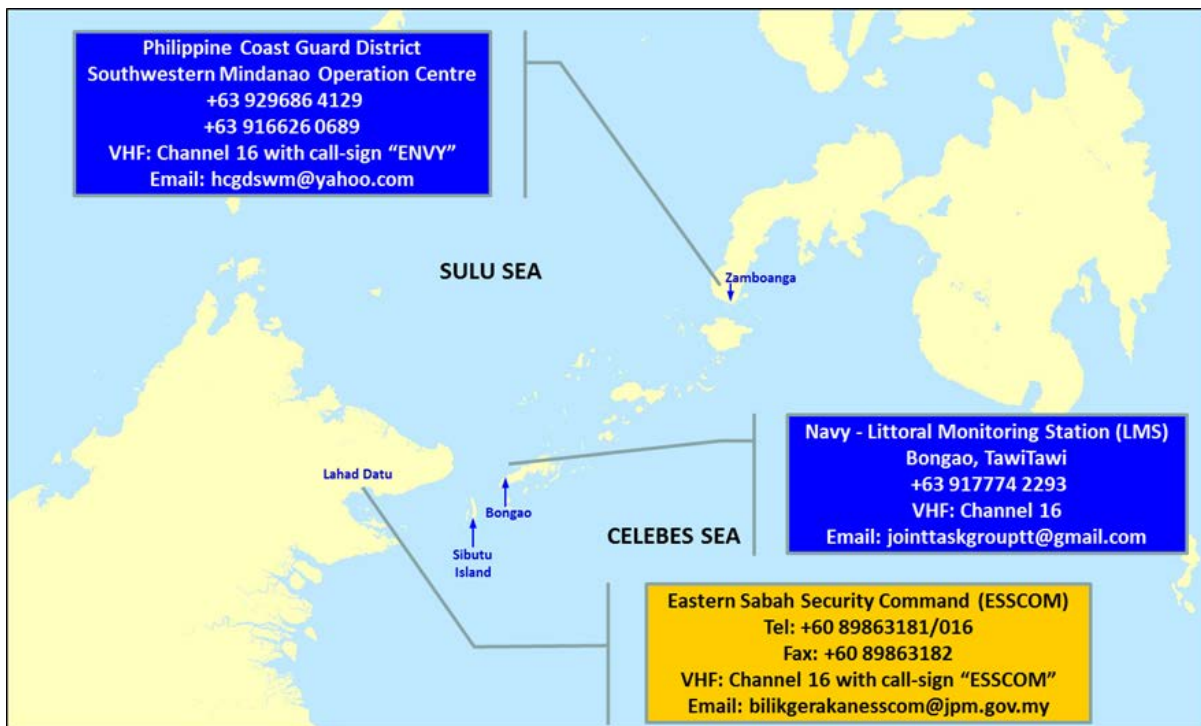 Philippine Coast Guard District
Southwestern Mindanao Operation Centre
+63 929686 4129
+63 916626 0689
VHF: Channel 16 with call-sign “ENVY”
Email: hcgdswm@yahoo.com
SULU SEA
Zamboanga
Lahad Datu
Bongao
Sibutu
Island
CELEBES SEA
Navy - Littoral Monitoring Station (LMS)
Bongao, TawiTawi
+63 917774 2293
VHF: Channel 16
Email: jointtaskgrouptt@gmail.com
Eastern Sabah Security Command (ESSCOM)
Tel: +60 89863181/016
Fax: +60 89863182
VHF: Channel 16 with call-sign “ESSCOM”
Email: bilikgerakanesscom@jpm.gov.my